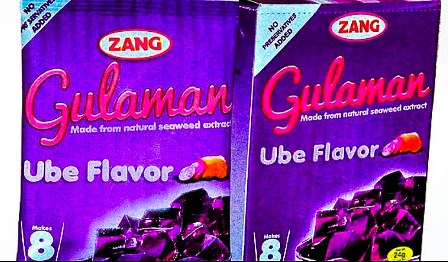 NO
PRESERVATIVES
ADDED
ZANG
Gulaman
Made from natural seaweed extract
Ube Flavor
Makes
8
NO
PRESERVATIVES
ADDED
ZANG
Gulaman
Made from natural seaweed extract
Ube Flavor
Makes
8
24g